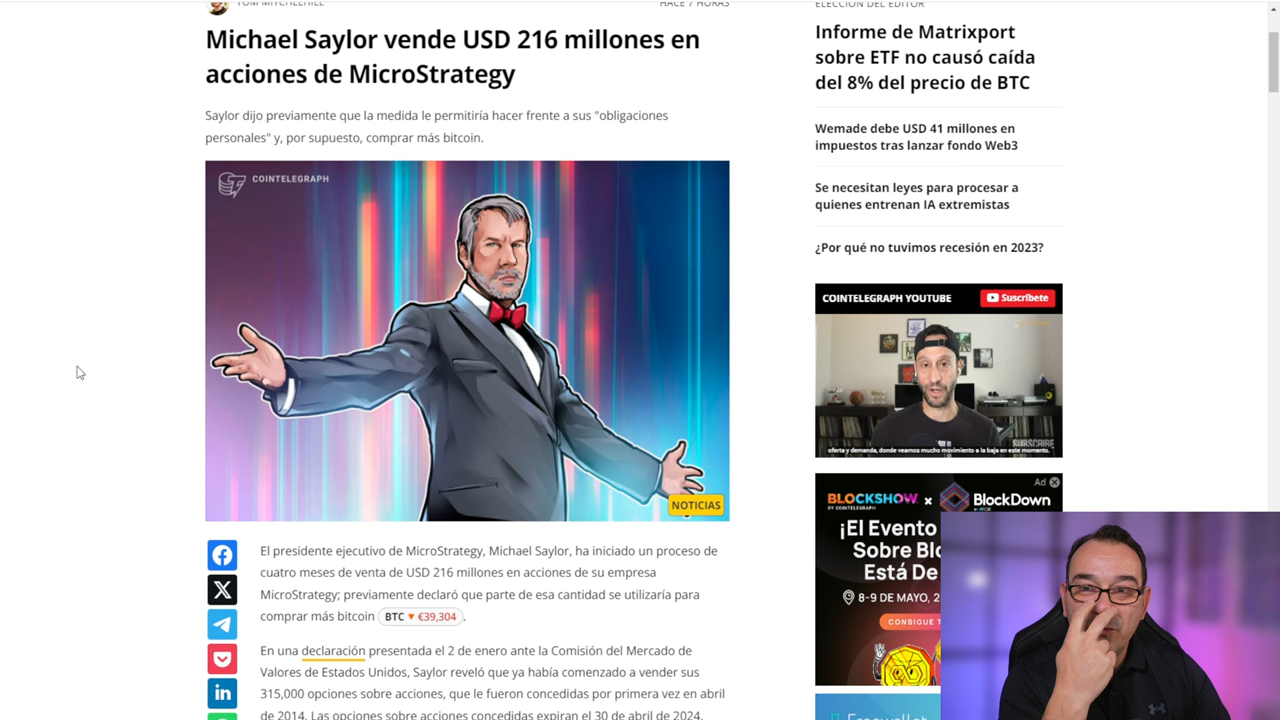 TOM MITCHELHILL
HACE 7 HORAS
Michael Saylor vende USD 216 millones en
acciones de MicroStrategy
Saylor dijo previamente que la medida le permitiría hacer frente a sus "obligaciones
personales" y, por supuesto, comprar más bitcoin.
COINTELEGRAPH
NOTICIAS
El presidente ejecutivo de MicroStrategy, Michael Saylor, ha iniciado un proceso de
cuatro meses de venta de USD 216 millones en acciones de su empresa
MicroStrategy; previamente declaró que parte de esa cantidad se utilizaría para
comprar más bitcoin BTC ▼ €39,304.
En una declaración presentada el 2 de enero ante la Comisión del Mercado de
Valores de Estados Unidos, Saylor reveló que ya había comenzado a vender sus
315,000 opciones sobre acciones, que le fueron concedidas por primera vez en abril
de 2014. Las opciones sobre acciones concedidas expiran el 30 de abril de 2024.
ELECCIÓN DEL EDITOR
Informe de Matrixport
sobre ETF no causó caída
del 8% del precio de BTC
Wemade debe USD 41 millones en
impuestos tras lanzar fondo Web3
Se necesitan leyes para procesar a
quienes entrenan IA extremistas
¿Por qué no tuvimos recesión en 2023?
COINTELEGRAPH YOUTUBE
Suscríbete
SUBSCRIBE
oferta y demanda, donde veamos mucho movimiento a la baja en este momento.
Ad
BLOCKSHOW x BlockDown
BY COINTELEGRAPH
¡El Evento
Sobre Blo
Está De
8-9 DE MAYO, 2
CONSIGUE T